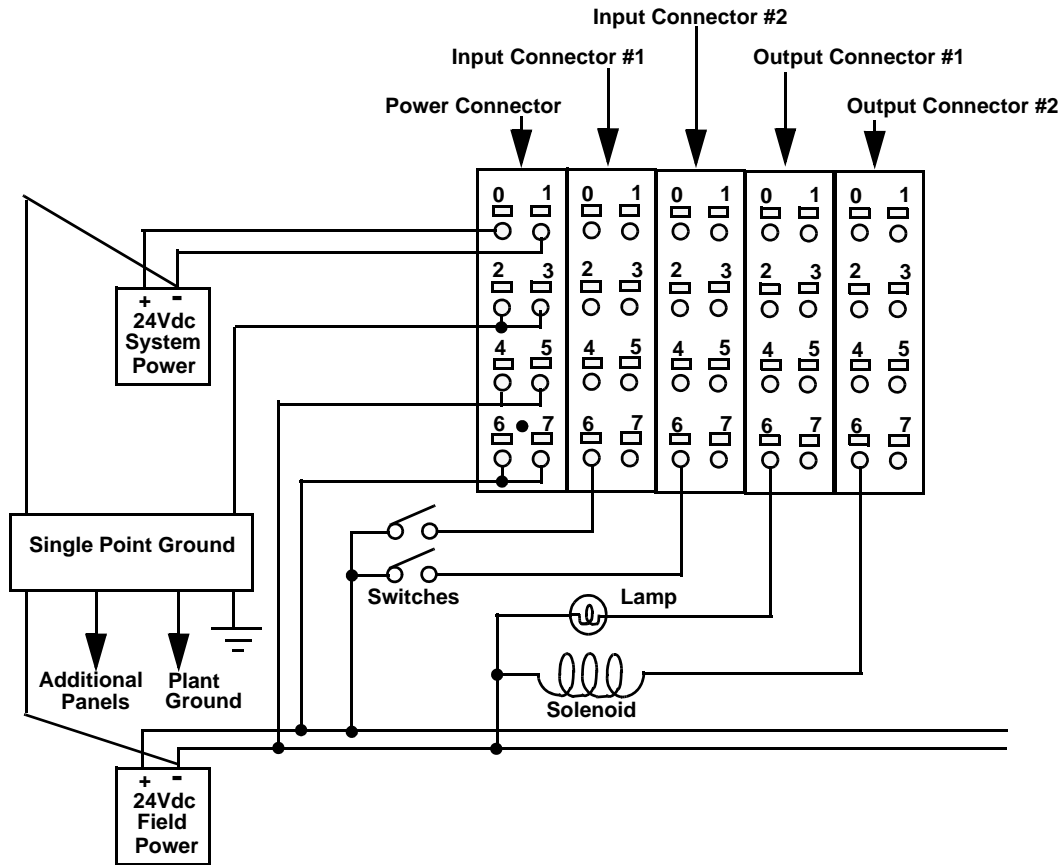 Input Connector #2
Input Connector #1
Output Connector #1
Power Connector
Output Connector #2
0 1 0 1 0 1 0 1 0 1
2 3 2 3 2 3 2 3 2 3
4 5 4 5 4 5 4 5 4 5
6 7 6 7 6 7 6 7 6 7
+ -
24Vdc
System
Power
Single Point Ground
Switches
Lamp
Additional
Panels
Plant
Ground
Solenoid
+ -
24Vdc
Field
Power